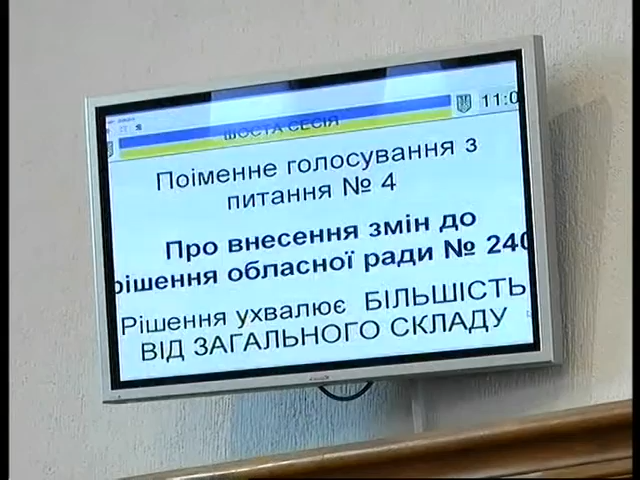 ШОСТА СЕСІЯ
11:0
Поіменне голосування з
питання № 4
Про внесення змін до
рішення обласної ради № 240
Рішення ухвалює БІЛЬШІСТЬ
ВІД ЗАГАЛЬНОГО СКЛАДУ